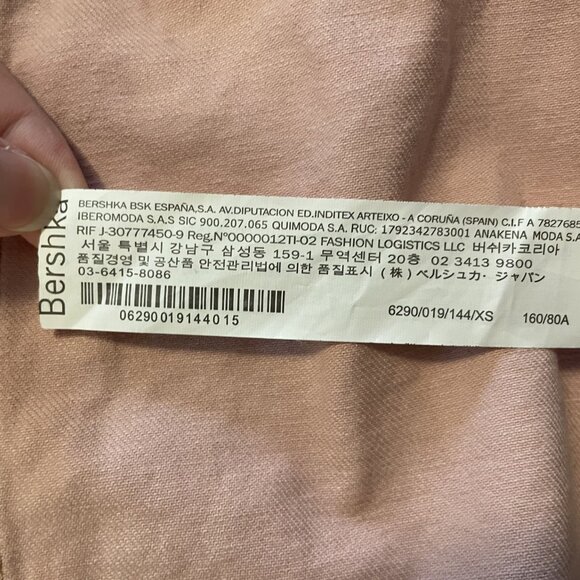 Bershka
BERSHKA BSK ESPAÑA,S.A. AV.DIPUTACION ED.INDITEX ARTEIXO - A CORUÑA (SPAIN) C.I.F A 7827685
IBEROMODA S,A.S SIC 900.207.065 QUIMODA S.A. RUC: 1792342783001 ANAKENA MODA S.A
RIF J-30777450-9 Reg.Nº0000012TI-02 FASHION LOGISTICS LLC 버쉬카코리아
서울 특별시 강남구 삼성동 159-1 무역센터 20층 02 3413 9800
품질경영 및 공산품 안전관리법에 의한 품질표시 (株) ベルシュカ・ジャパン
03-6415-8086
06290019144015
6290/019/144/XS 160/80A